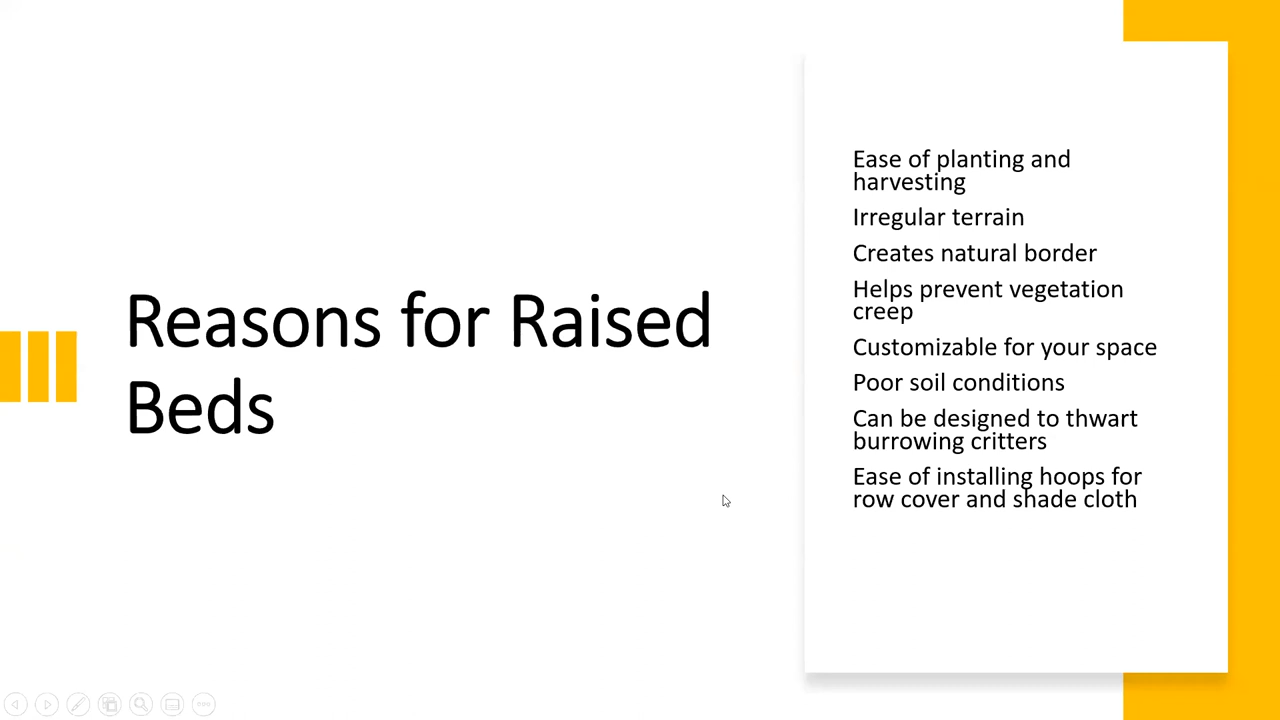 Reasons for Raised
Beds
Ease of planting and
harvesting
Irregular terrain
Creates natural border
Helps prevent vegetation
creep
Customizable for your space
Poor soil conditions
Can be designed to thwart
burrowing critters
Ease of installing hoops for
row cover and shade cloth